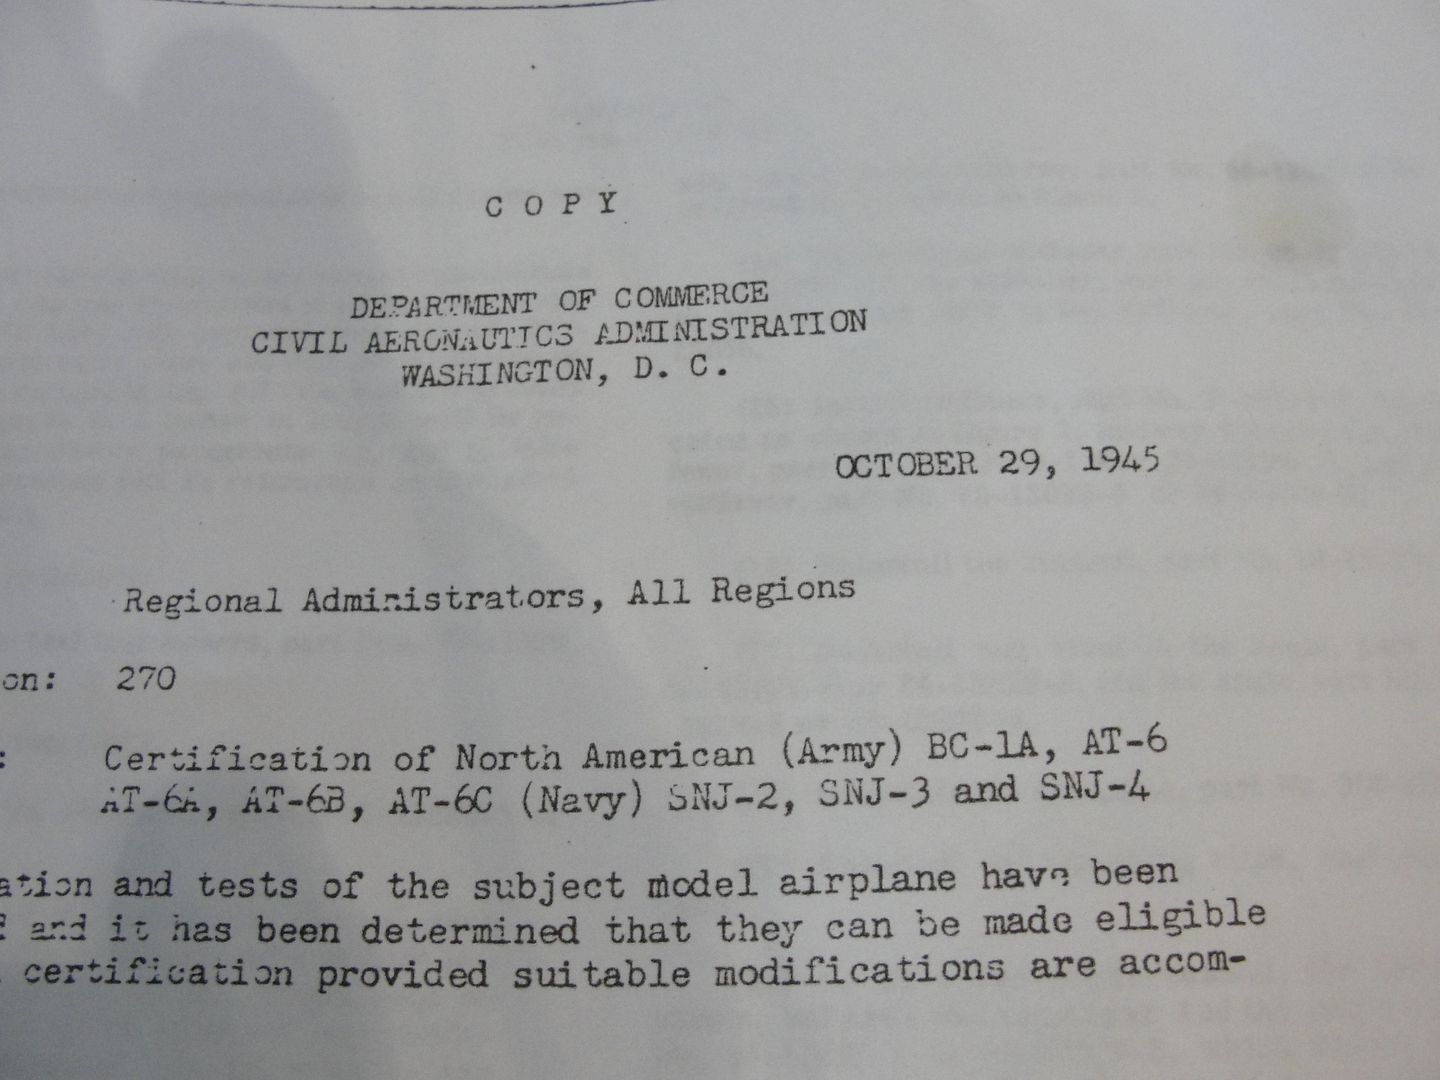 C O P Y
DEPARTMENT OF COMMERCE
CIVIL AERONAUTICS ADMINISTRATION
WASHINGTON, D. C.
OCTOBER 29, 1945
Regional Administrators, All Regions
on: 270
: Certification of North American (Army) BC-1A, AT-6
AT-6A, AT-6B, AT-6C (Navy) SNJ-2, SNJ-3 and SNJ-4
ation and tests of the subject model airplane have been
and it has been determined that they can be made eligible
certification provided suitable modifications are accom-